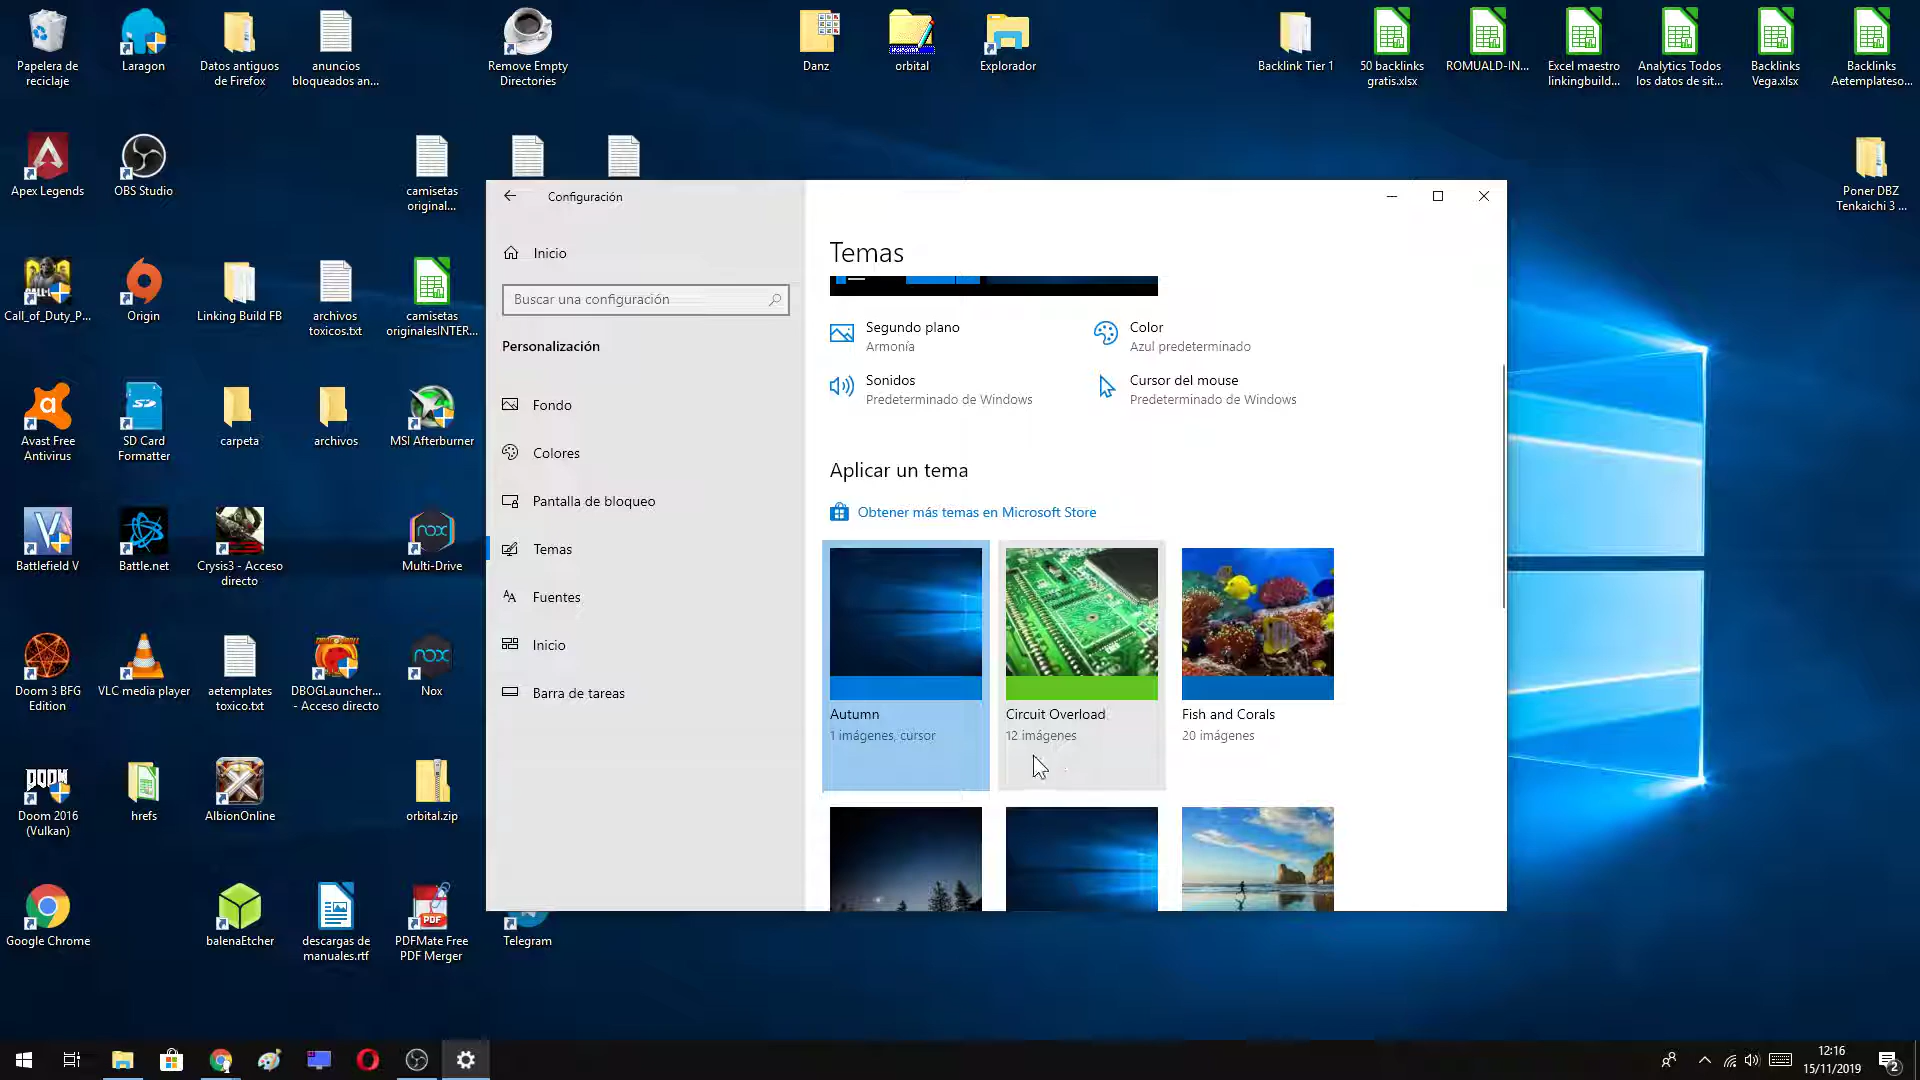 Papelera de
reciclaje
Laragon
Datos antiguos
de Firefox
anuncios
bloqueados an...
Remove Empty
Directories
Danz
orbital
Explorador
Backlink Tier 1
50 backlinks
gratis.xlsx
ROMUALD-IN...
Excel maestro
linkingbuild...
Analytics Todos
los datos de sit...
Backlinks
Vega.xlsx
Backlinks
Aetemplateso...
Apex Legends
OBS Studio
camisetas
original...
Poner DBZ
Tenkaichi 3 ...
Call_of_Duty_P...
Origin
Linking Build FB
archivos
toxicos.txt
camisetas
originalesINTER...
Avast Free
Antivirus
SD Card
Formatter
carpeta
archivos
MSI Afterburner
Battlefield V
Battle.net
Crysis3 - Acceso
directo
Multi-Drive
Doom 3 BFG
Edition
VLC media player
aetemplates
toxico.txt
DBOGLauncher...
- Acceso directo
Nox
Doom 2016
(Vulkan)
hrefs
AlbionOnline
orbital.zip
Google Chrome
balenaEtcher
descargas de
manuales.rtf
PDFMate Free
PDF Merger
Telegram
Configuración
Inicio
Buscar una configuración
Personalización
Fondo
Colores
Pantalla de bloqueo
Temas
Fuentes
Inicio
Barra de tareas
Temas
Segundo plano
Armonía
Color
Azul predeterminado
Sonidos
Predeterminado de Windows
Cursor del mouse
Predeterminado de Windows
Aplicar un tema
Obtener más temas en Microsoft Store
Autumn
1 imágenes, cursor
Circuit Overload
12 imágenes
Fish and Corals
20 imágenes
12:16
15/11/2019
2